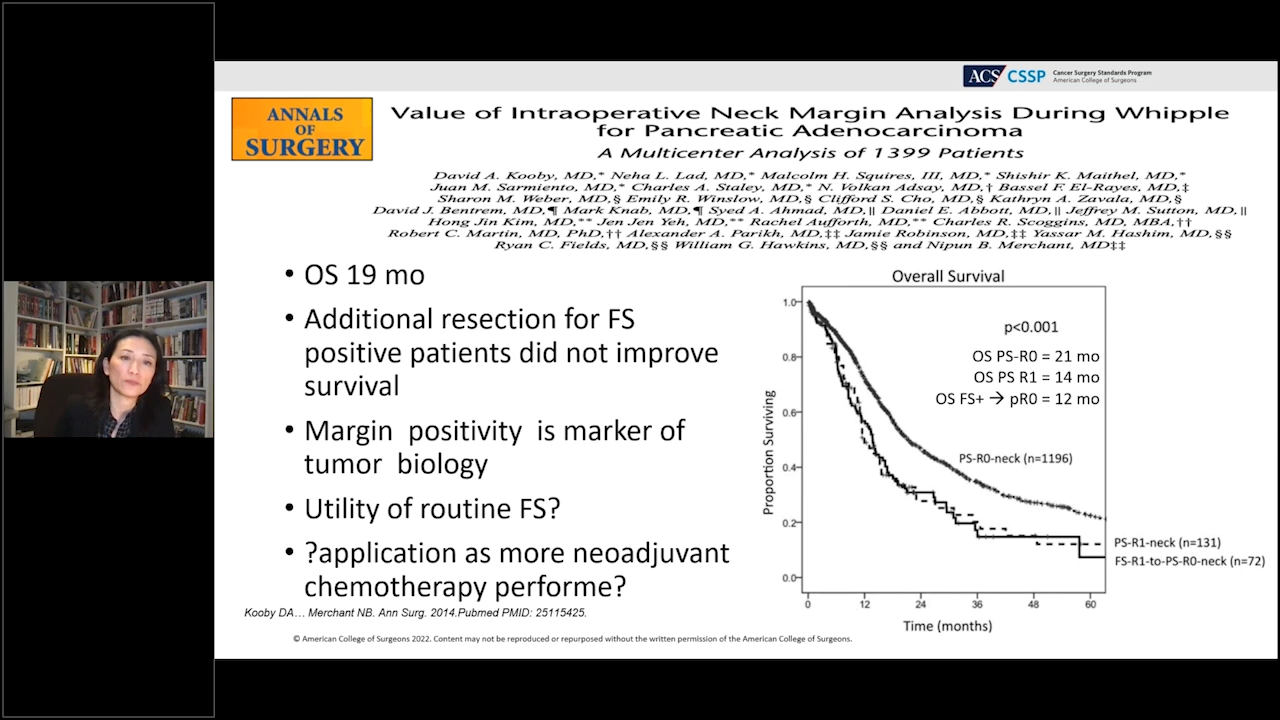 ACS CSSP Cancer Surgery Standards Program
American College of Surgeons
ANNALS
OF
SURGERY
Value of Intraoperative Neck Margin Analysis During Whipple
for Pancreatic Adenocarcinoma
A Multicenter Analysis of 1399 Patients
David A. Kooby, MD,* Neha L. Lad, MD,* Malcolm H. Squires, III, MD,* Shishir K. Maithel, MD,*
Juan M. Sarmiento, MD,* Charles A. Staley, MD,* N. Volkan Adsay, MD,† Bassel F. El-Rayes, MD,‡
Sharon M. Weber, MD,§ Emily R. Winslow, MD,§ Clifford S. Cho, MD,§ Kathryn A. Zavala, MD,§
David J. Bentrem, MD,¶ Mark Knab, MD,¶ Syed A. Ahmad, MD,|| Daniel E. Abbott, MD,|| Jeffrey M. Sutton, MD,||
Hong Jin Kim, MD,** Jen Jen Yeh, MD,** Rachel Aufforth, MD,** Charles R. Scoggins, MD, MBA,††
Robert C. Martin, MD, PhD,†† Alexander A. Parikh, MD,‡‡ Jamie Robinson, MD,‡‡ Yassar M. Hashim, MD,§§
Ryan C. Fields, MD,§§ William G. Hawkins, MD,§§ and Nipun B. Merchant, MD‡‡
• OS 19 mo
• Additional resection for FS
positive patients did not improve
survival
• Margin positivity is marker of
tumor biology
• Utility of routine FS?
• ?application as more neoadjuvant
chemotherapy performe?
Kooby DA… Merchant NB. Ann Surg. 2014.Pubmed PMID: 25115425.
Overall Survival
p<0.001
OS PS-R0 = 21 mo
OS PS R1 = 14 mo
OS FS+ → pR0 = 12 mo
PS-R0-neck (n=1196)
PS-R1-neck (n=131)
FS-R1-to-PS-R0-neck (n=72)
Proportion Surviving
1.0
0.8
0.6
0.4
0.2
0.0
0 12 24 36 48 60
Time (months)
© American College of Surgeons 2022. Content may not be reproduced or repurposed without the written permission of the American College of Surgeons.